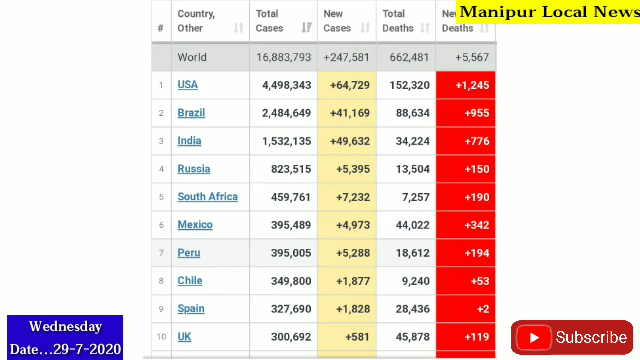 Manipur Local News
# Country, Other Total Cases New Cases Total Deaths Deaths
World 16,883,793 +247,581 662,481 +5,567
1 USA 4,498,343 +64,729 152,320 +1,245
2 Brazil 2,484,649 +41,169 88,634 +955
3 India 1,532,135 +49,632 34,224 +776
4 Russia 823,515 +5,395 13,504 +150
5 South Africa 459,761 +7,232 7,257 +190
6 Mexico 395,489 +4,973 44,022 +342
7 Peru 395,005 +5,288 18,612 +194
8 Chile 349,800 +1,877 9,240 +53
9 Spain 327,690 +1,828 28,436 +2
10 UK 300,692 +581 45,878 +119
Wednesday
Date...29-7-2020
Subscribe